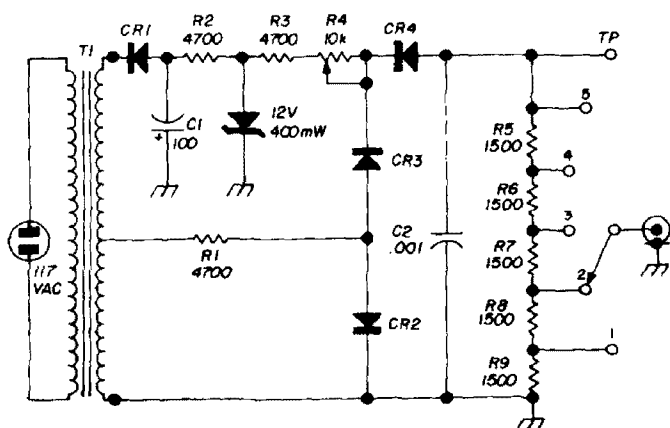 T1
CR1
R2
4700
R3
4700
R4
10k
CR4
TP
C1
+
100
12V
400mW
CR3
5
R5
1500
4
R6
1500
3
R7
1500
2
R8
1500
1
R9
1500
C2
.001
R1
4700
CR2
117
VAC